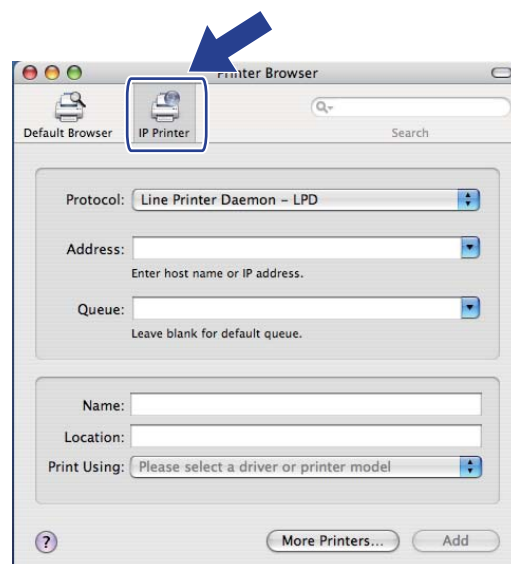 Printer Browser
Default Browser
IP Printer
Q-
Search
Protocol: Line Printer Daemon – LPD
Address:
Enter host name or IP address.
Queue:
Leave blank for default queue.
Name:
Location:
Print Using: Please select a driver or printer model
?
More Printers...
Add